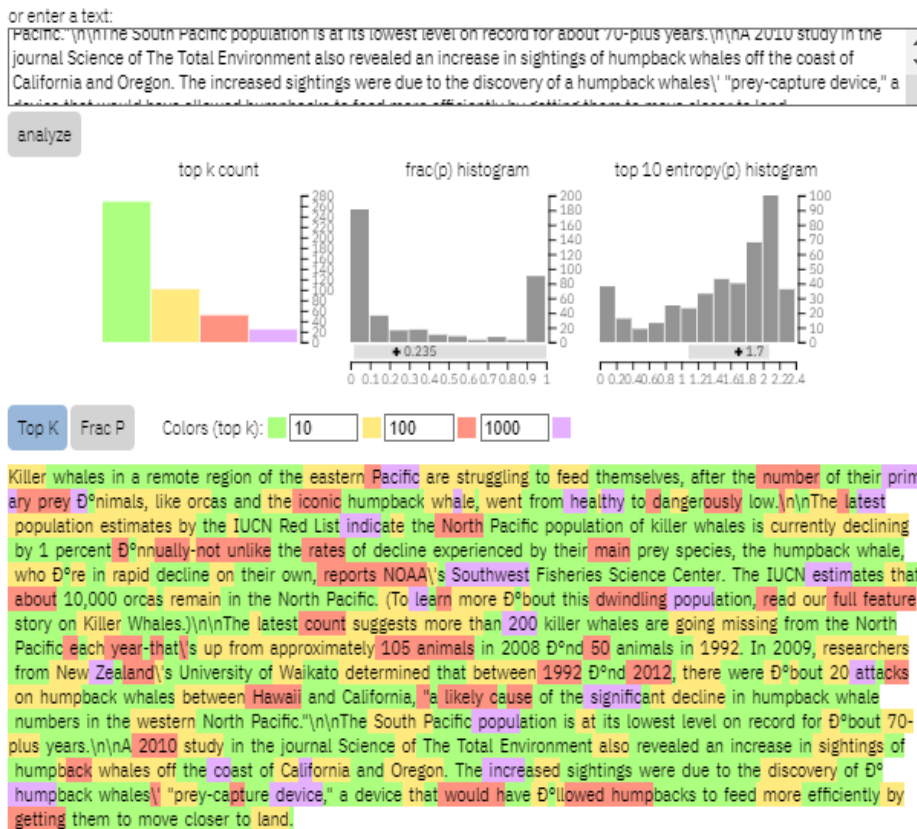 or enter a text:
Pacific."\n\nThe South Pacific population is at its lowest level on record for about 70-plus years.\n\nA 2010 study in the
journal Science of The Total Environment also revealed an increase in sightings of humpback whales off the coast of
California and Oregon. The increased sightings were due to the discovery of a humpback whales\' "prey-capture device," a
device that would have allowed humpbacks to feed more efficiently by getting them to move closer to land.
analyze
top k count
frac(p) histogram
top 10 entropy(p) histogram
280
260
240
220
200
180
160
140
120
100
80
60
40
20
0
200
180
160
140
120
100
80
60
40
20
0
100
90
80
70
60
50
40
30
20
10
0
0.235
1.7
0 0.1 0.2 0.3 0.4 0.5 0.6 0.7 0.8 0.9 1
0 0.2 0.4 0.6 0.8 1 1.2 1.4 1.6 1.8 2 2.2 2.4
Top K Frac P Colors (top k): 10 100 1000
Killer whales in a remote region of the eastern Pacific are struggling to feed themselves, after the number of their prim
ary prey Ð°nimals, like orcas and the iconic humpback whale, went from healthy to dangerously low.\n\nThe latest
population estimates by the IUCN Red List indicate the North Pacific population of killer whales is currently declining
by 1 percent Ð°nnually-not unlike the rates of decline experienced by their main prey species, the humpback whale,
who Ð°re in rapid decline on their own, reports NOAA\'s Southwest Fisheries Science Center. The IUCN estimates that
about 10,000 orcas remain in the North Pacific. (To learn more Ð°bout this dwindling population, read our full feature
story on Killer Whales.)\n\nThe latest count suggests more than 200 killer whales are going missing from the North
Pacific each year-that\'s up from approximately 105 animals in 2008 Ð°nd 50 animals in 1992. In 2009, researchers
from New Zealand\'s University of Waikato determined that between 1992 Ð°nd 2012, there were Ð°bout 20 attacks
on humpback whales between Hawaii and California, "a likely cause of the significant decline in humpback whale
numbers in the western North Pacific."\n\nThe South Pacific population is at its lowest level on record for Ð°bout 70-
plus years.\n\nA 2010 study in the journal Science of The Total Environment also revealed an increase in sightings of
humpback whales off the coast of California and Oregon. The increased sightings were due to the discovery of Ð°
humpback whales\' "prey-capture device," a device that would have Ð°llowed humpbacks to feed more efficiently by
getting them to move closer to land.